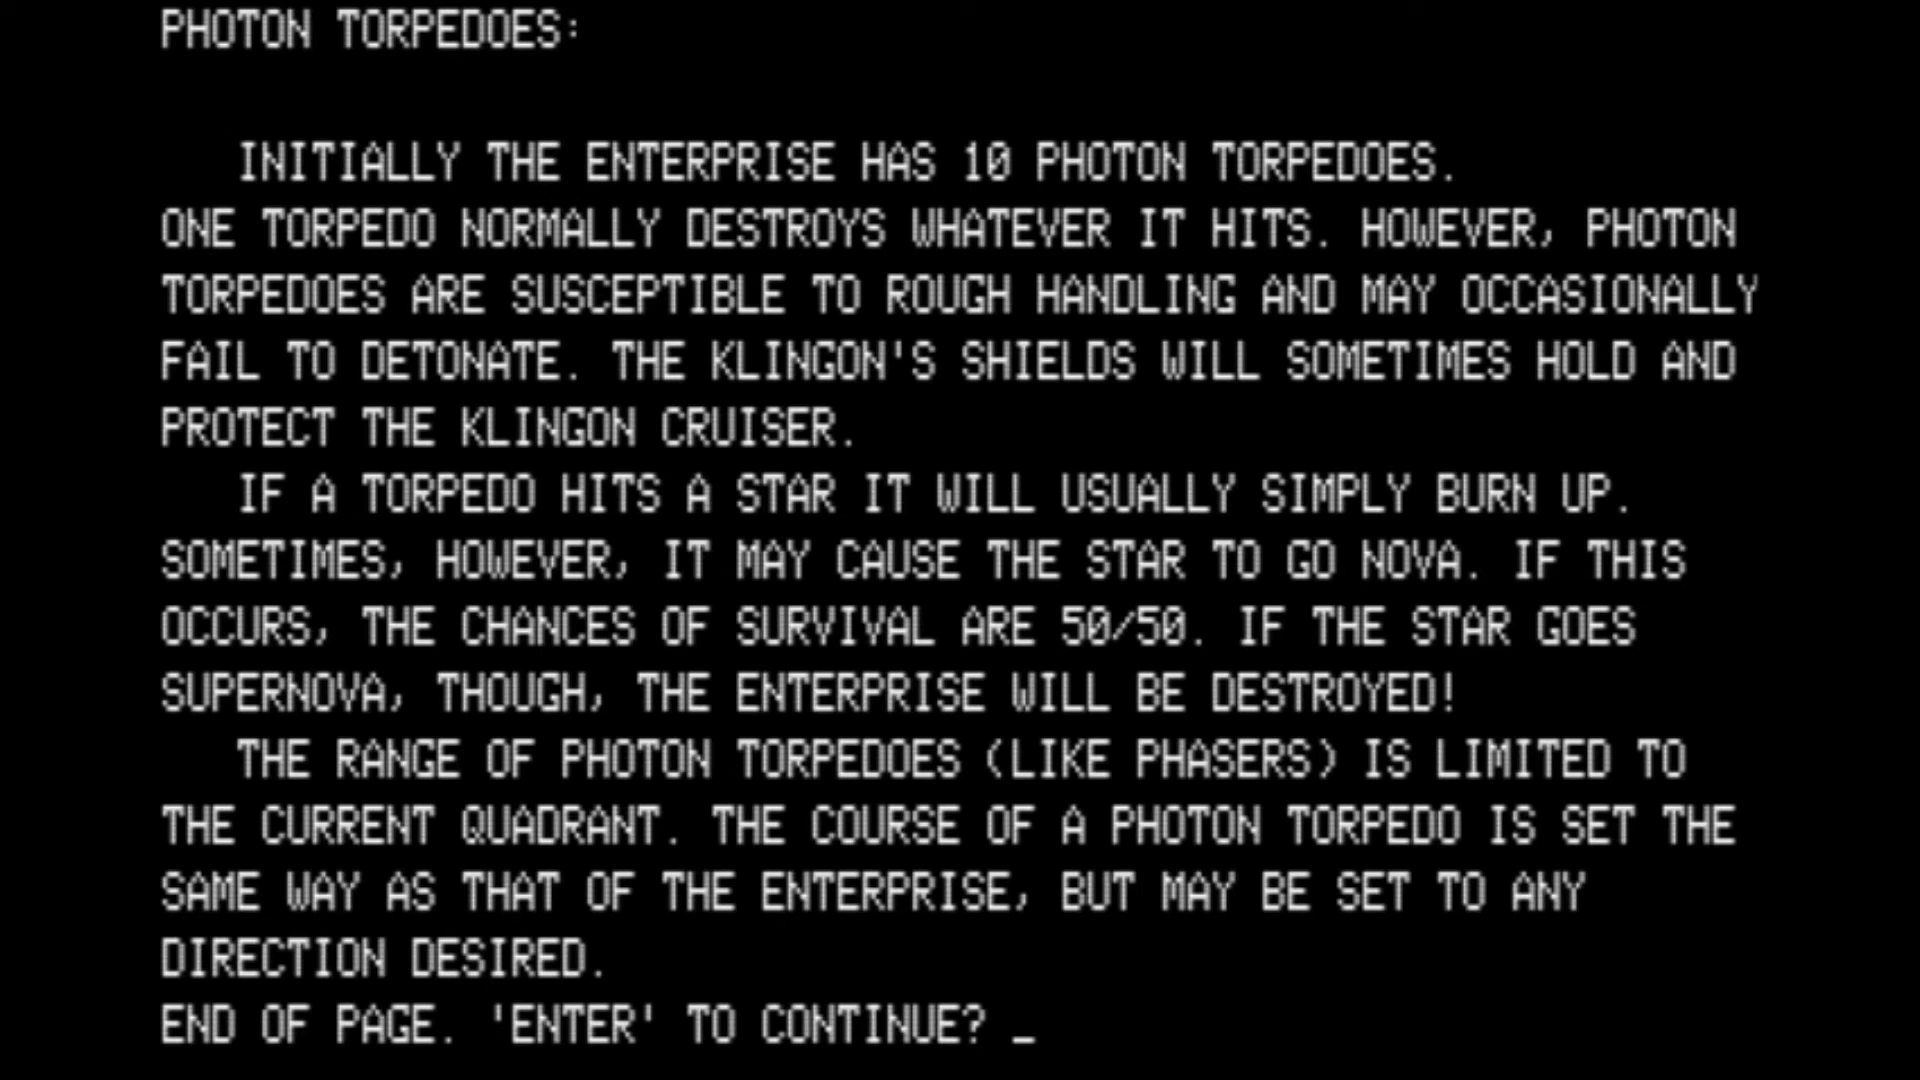 PHOTON TORPEDOES:
INITIALLY THE ENTERPRISE HAS 10 PHOTON TORPEDOES.
ONE TORPEDO NORMALLY DESTROYS WHATEVER IT HITS. HOWEVER, PHOTON
TORPEDOES ARE SUSCEPTIBLE TO ROUGH HANDLING AND MAY OCCASIONALLY
FAIL TO DETONATE. THE KLINGON'S SHIELDS WILL SOMETIMES HOLD AND
PROTECT THE KLINGON CRUISER.
IF A TORPEDO HITS A STAR IT WILL USUALLY SIMPLY BURN UP.
SOMETIMES, HOWEVER, IT MAY CAUSE THE STAR TO GO NOVA. IF THIS
OCCURS, THE CHANCES OF SURVIVAL ARE 50/50. IF THE STAR GOES
SUPERNOVA, THOUGH, THE ENTERPRISE WILL BE DESTROYED!
THE RANGE OF PHOTON TORPEDOES (LIKE PHASERS) IS LIMITED TO
THE CURRENT QUADRANT. THE COURSE OF A PHOTON TORPEDO IS SET THE
SAME WAY AS THAT OF THE ENTERPRISE, BUT MAY BE SET TO ANY
DIRECTION DESIRED.
END OF PAGE. 'ENTER' TO CONTINUE? _